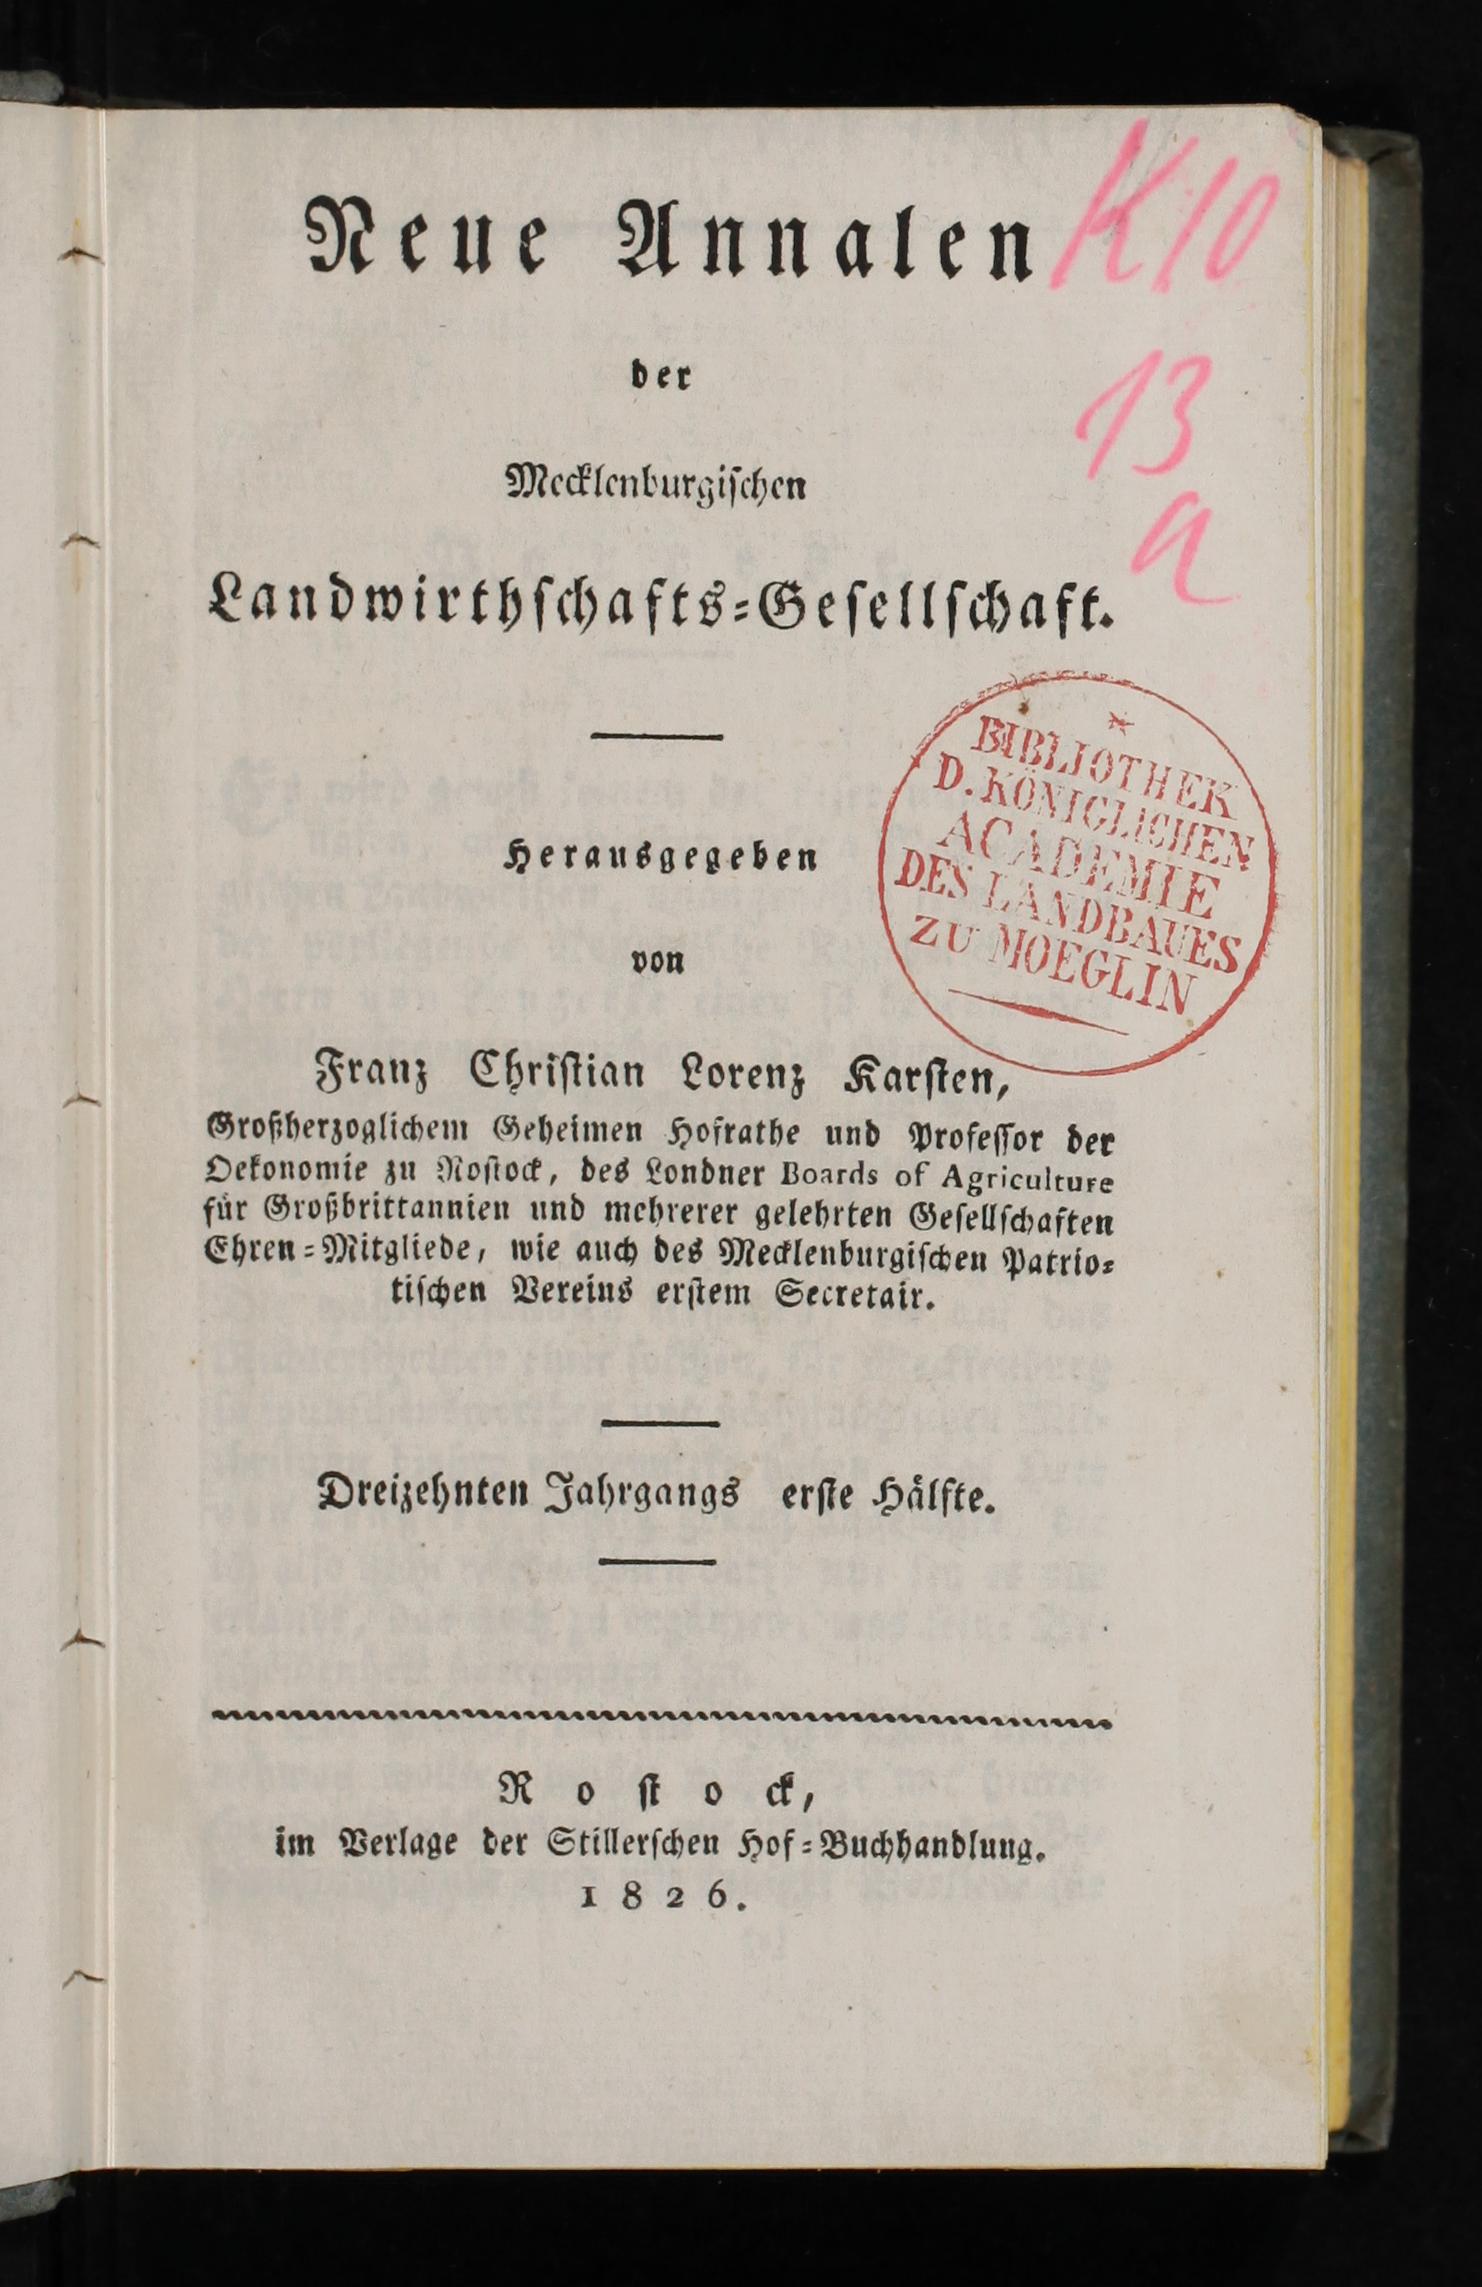 Neue Annalen
K10
der
13
Mecklenburgischen
a
Landwirthschafts=Gesellschaft.
BIBLIOTHEK
D. KÖNIGLICHEN
ACADEMIE
DES LANDBAUES
ZU MOEGLIN
Herausgegeben
von
Franz Christian Lorenz Karsten,
Großherzoglichem Geheimen Hofrathe und Professor der
Oekonomie zu Rostock, des Londner Boards of Agriculture
für Großbrittannien und mehrerer gelehrten Gesellschaften
Ehren=Mitgliede, wie auch des Mecklenburgischen Patrio=
tischen Vereins erstem Secretair.
Dreizehnten Jahrgangs erste Hälfte.
Rostock,
im Verlage der Stillerschen Hof=Buchhandlung.
1826.